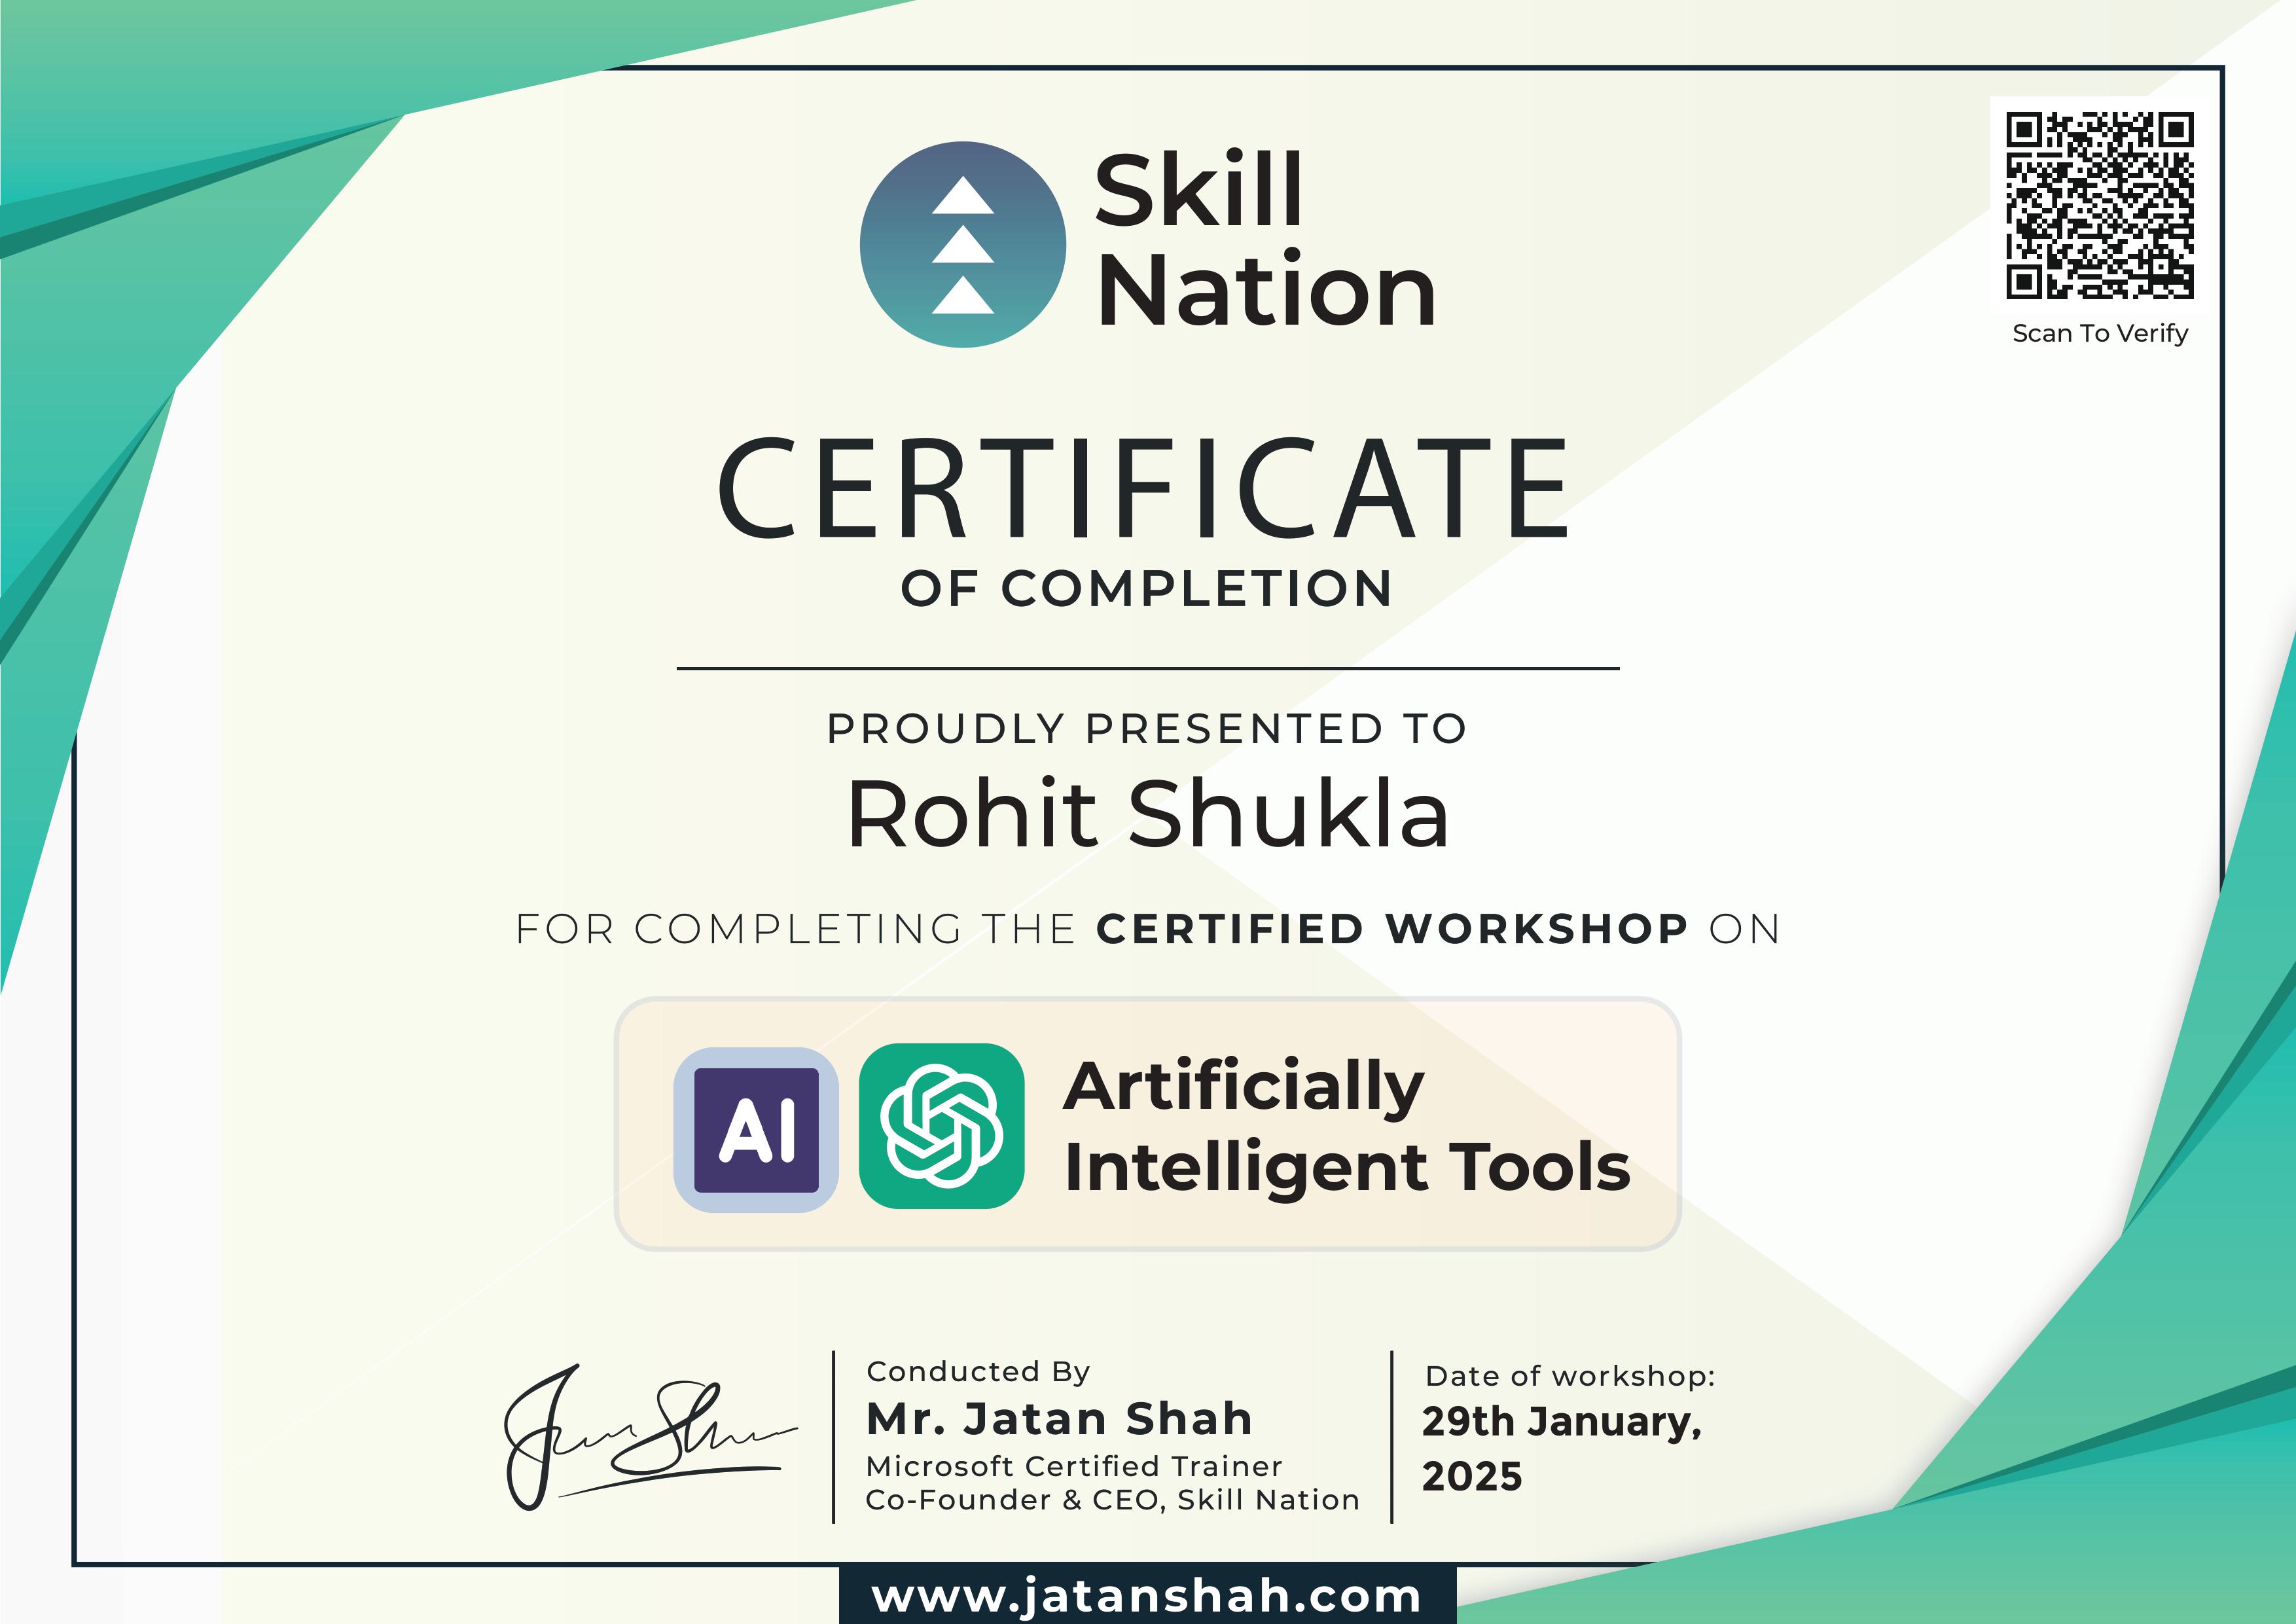 Skill
Nation
Scan To Verify
CERTIFICATE
OF COMPLETION
PROUDLY PRESENTED TO
Rohit Shukla
FOR COMPLETING THE CERTIFIED WORKSHOP ON
AI
Artificially
Intelligent Tools
Conducted By
Mr. Jatan Shah
Microsoft Certified Trainer
Co-Founder & CEO, Skill Nation
Date of workshop:
29th January,
2025
www.jatanshah.com